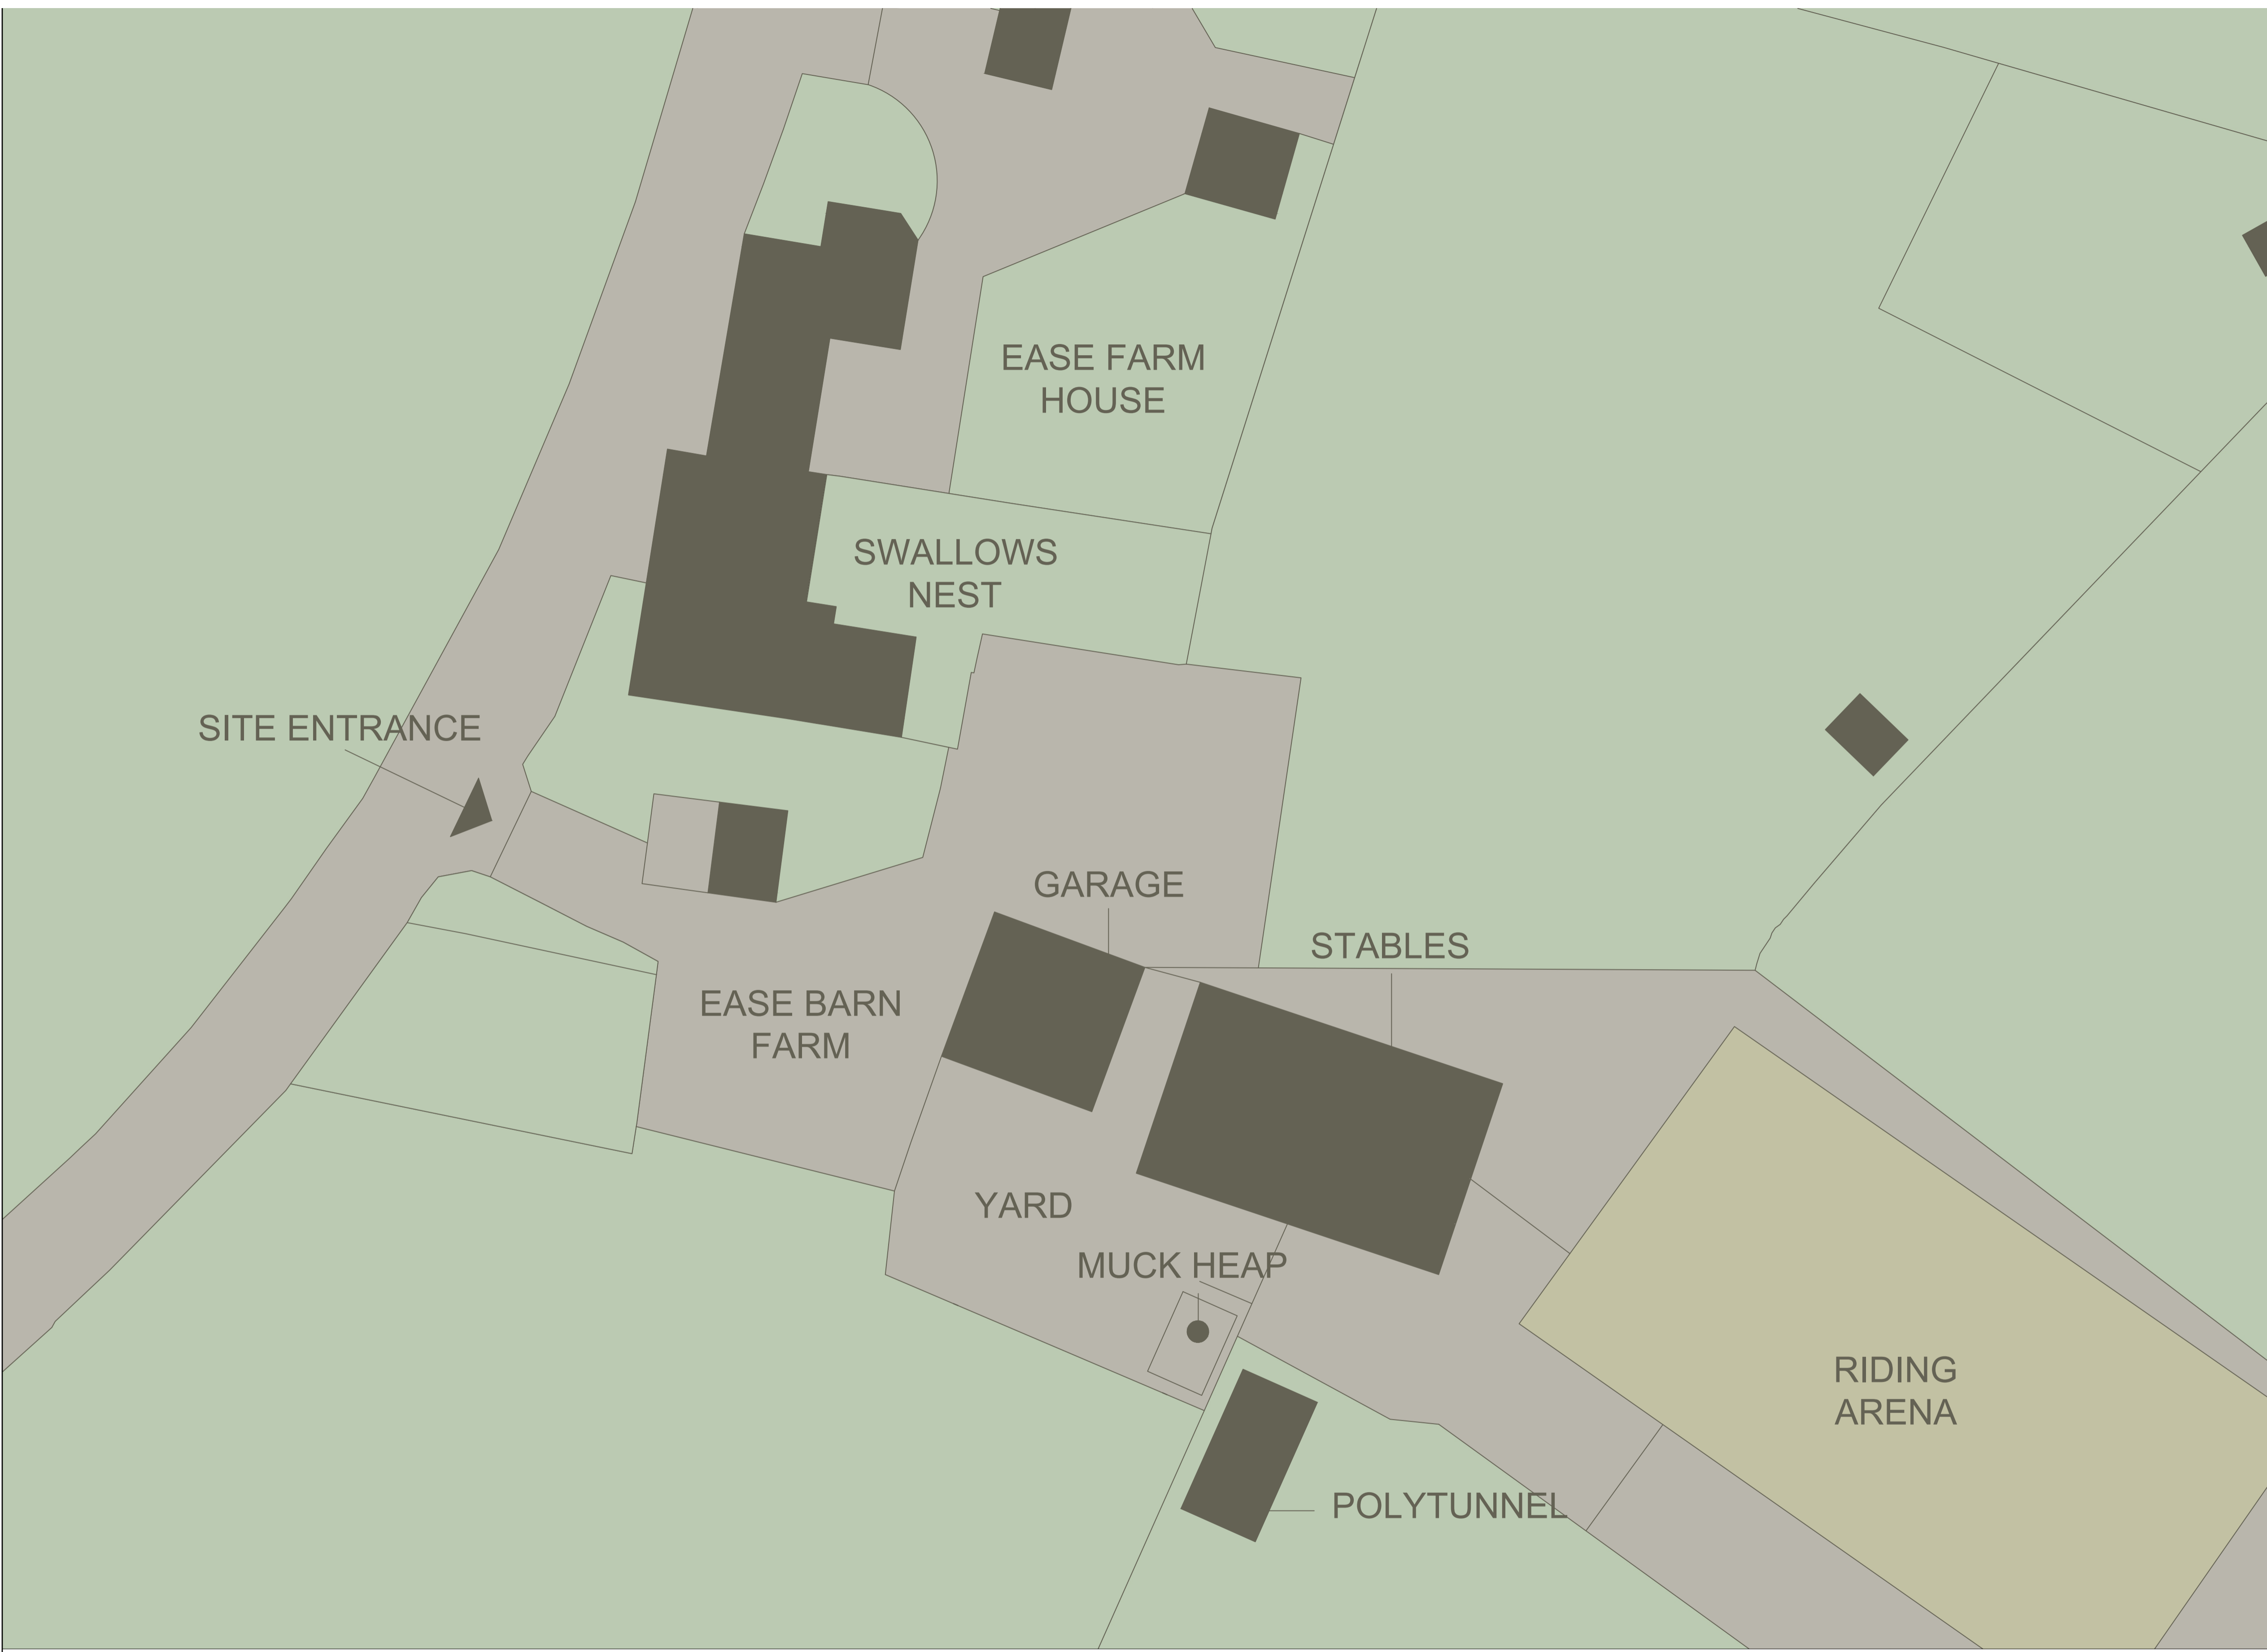 EASE FARM
HOUSE
SWALLOWS
NEST
SITE ENTRANCE
GARAGE
STABLES
EASE BARN
FARM
YARD
MUCK HEAP
RIDING
ARENA
POLYTUNNEL